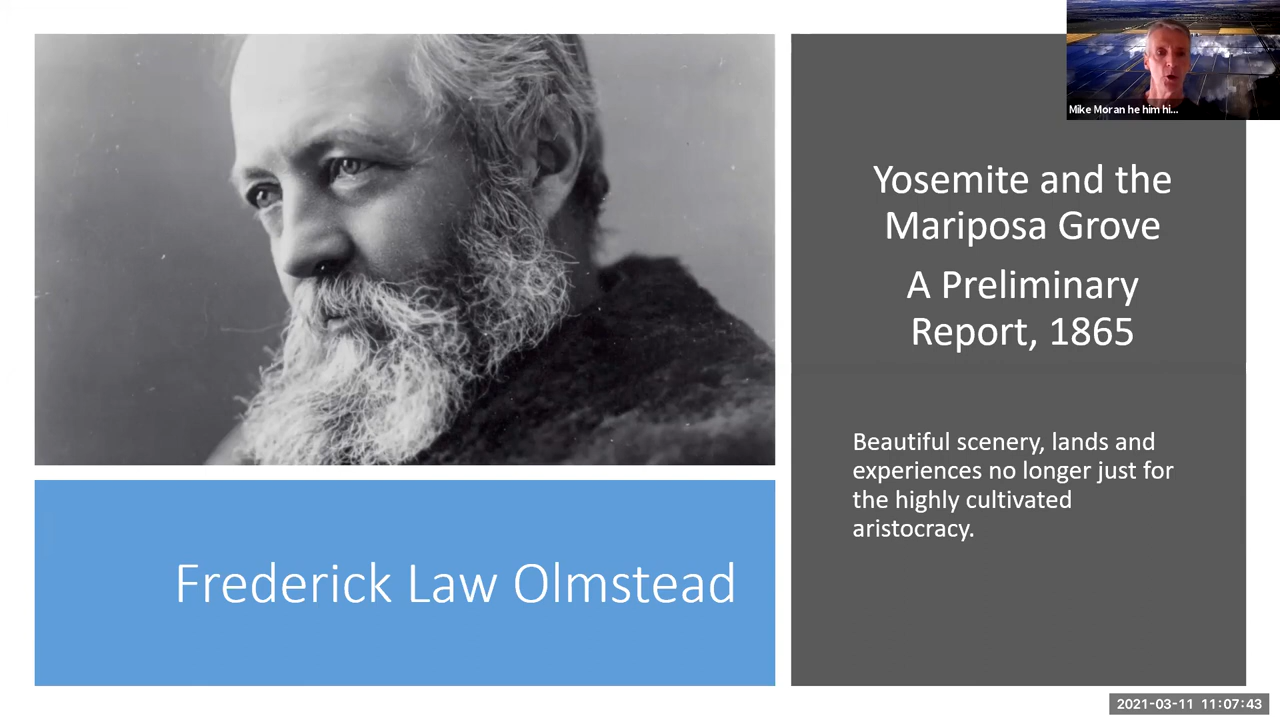 Mike Moran he him hi...
Yosemite and the
Mariposa Grove
A Preliminary
Report, 1865
Beautiful scenery, lands and
experiences no longer just for
the highly cultivated
aristocracy.
Frederick Law Olmstead
2021-03-11 11:07:43